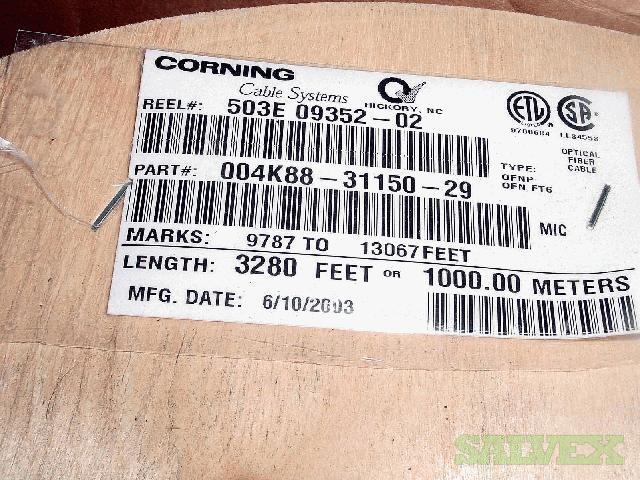 CORNING
Cable Systems
HICKORY, NC
REEL#: 503E 09352-02
9700684 LL84558
OPTICAL
FIBER
CABLE
TYPE:
OFNP
OFN FT6
PART#: 004K88-31150-29
MIC
MARKS: 9787 TO 13067 FEET
LENGTH: 3280 FEET OR 1000.00 METERS
MFG. DATE: 6/10/2003
SALVEX